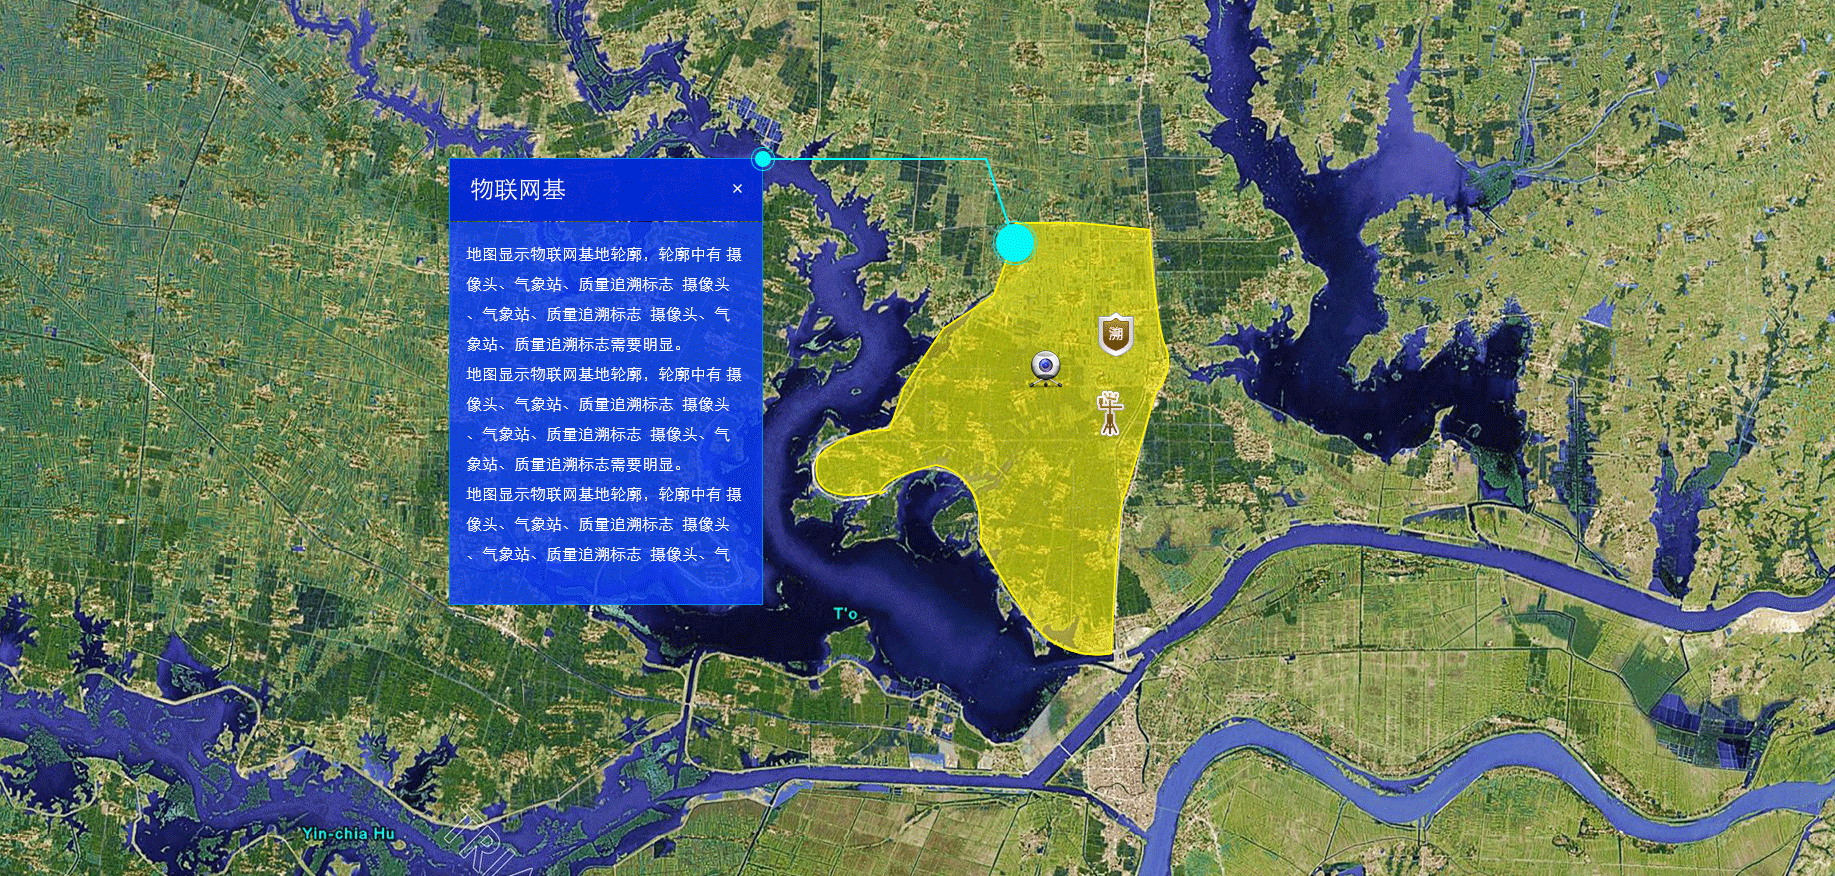 物联网基
×
地图显示物联网基地轮廓，轮廓中有 摄
像头、气象站、质量追溯标志 摄像头
、气象站、质量追溯标志 摄像头、气
象站、质量追溯标志需要明显。
地图显示物联网基地轮廓，轮廓中有 摄
像头、气象站、质量追溯标志 摄像头
、气象站、质量追溯标志 摄像头、气
象站、质量追溯标志需要明显。
地图显示物联网基地轮廓，轮廓中有 摄
像头、气象站、质量追溯标志 摄像头
、气象站、质量追溯标志 摄像头、气
溯
T'o
Yin-chia Hu